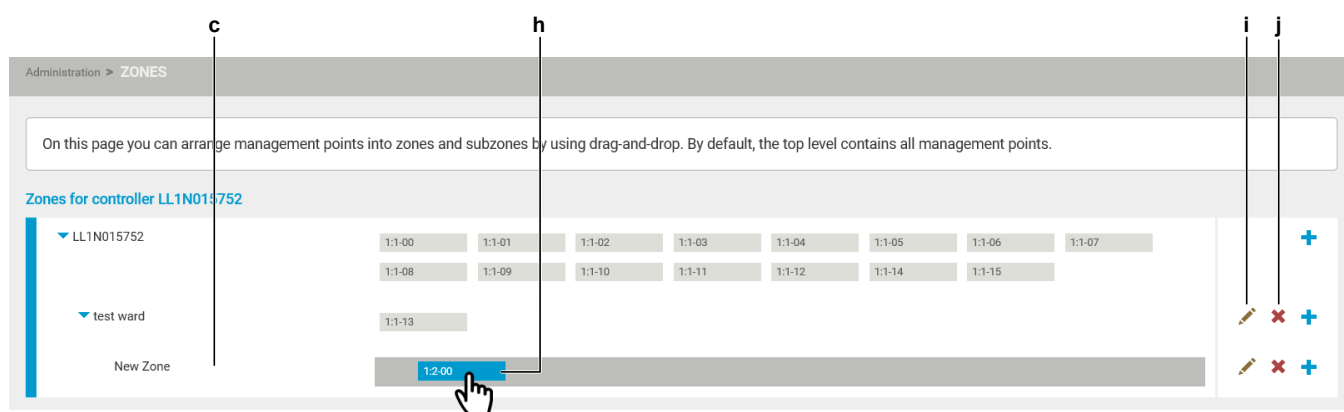 c h i j
Administration > ZONES
On this page you can arrange management points into zones and subzones by using drag-and-drop. By default, the top level contains all management points.
Zones for controller LL1N015752
LL1N015752 1:1-00 1:1-01 1:1-02 1:1-03 1:1-04 1:1-05 1:1-06 1:1-07
1:1-08 1:1-09 1:1-10 1:1-11 1:1-12 1:1-14 1:1-15
test ward 1:1-13
New Zone 1:2-00